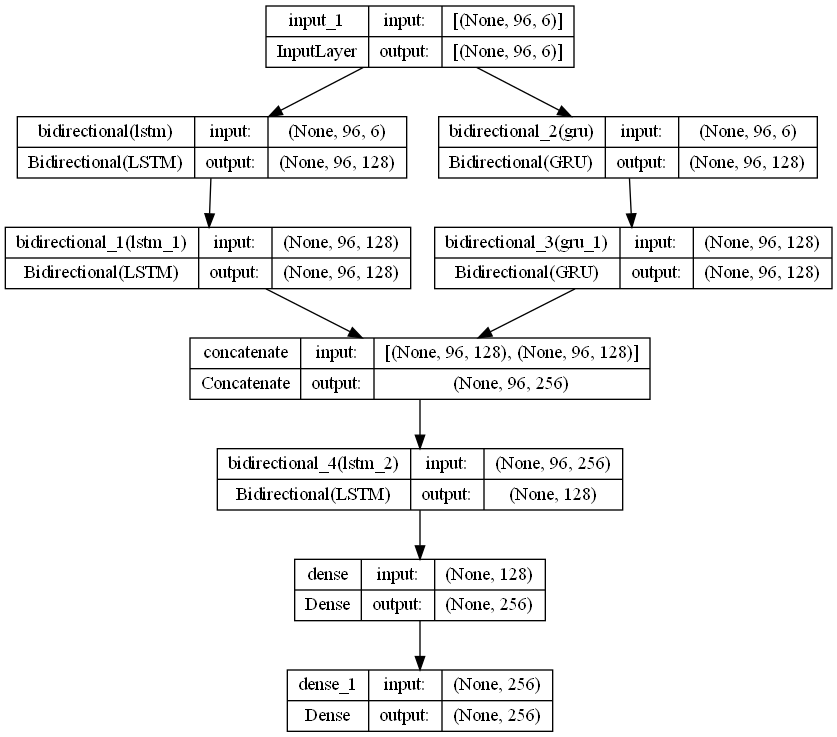 input_1 input: [(None, 96, 6)]
InputLayer output: [(None, 96, 6)]
bidirectional(lstm) input: (None, 96, 6)
Bidirectional(LSTM) output: (None, 96, 128)
bidirectional_2(gru) input: (None, 96, 6)
Bidirectional(GRU) output: (None, 96, 128)
bidirectional_1(lstm_1) input: (None, 96, 128)
Bidirectional(LSTM) output: (None, 96, 128)
bidirectional_3(gru_1) input: (None, 96, 128)
Bidirectional(GRU) output: (None, 96, 128)
concatenate input: [(None, 96, 128), (None, 96, 128)]
Concatenate output: (None, 96, 256)
bidirectional_4(lstm_2) input: (None, 96, 256)
Bidirectional(LSTM) output: (None, 128)
dense input: (None, 128)
Dense output: (None, 256)
dense_1 input: (None, 256)
Dense output: (None, 256)